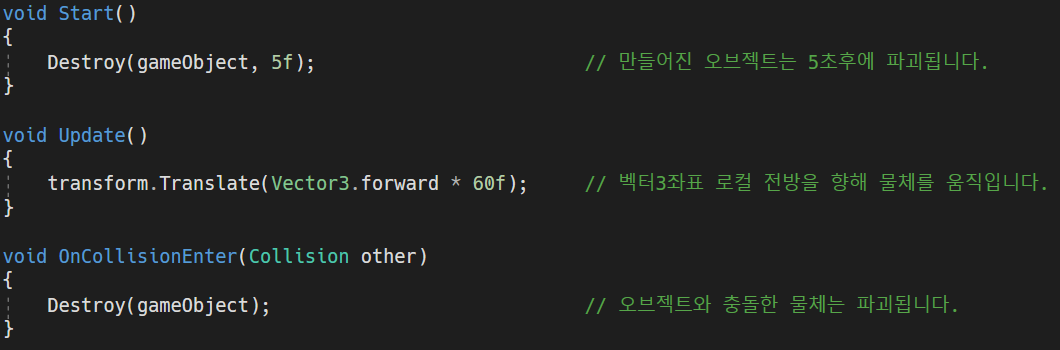 void Start()
{
    Destroy(gameObject, 5f);                        // 만들어진 오브젝트는 5초후에 파괴됩니다.
}
void Update()
{
    transform.Translate(Vector3.forward * 60f);     // 벡터3좌표 로컬 전방을 향해 물체를 움직입니다.
}
void OnCollisionEnter(Collision other)
{
    Destroy(gameObject);                            // 오브젝트와 충돌한 물체는 파괴됩니다.
}